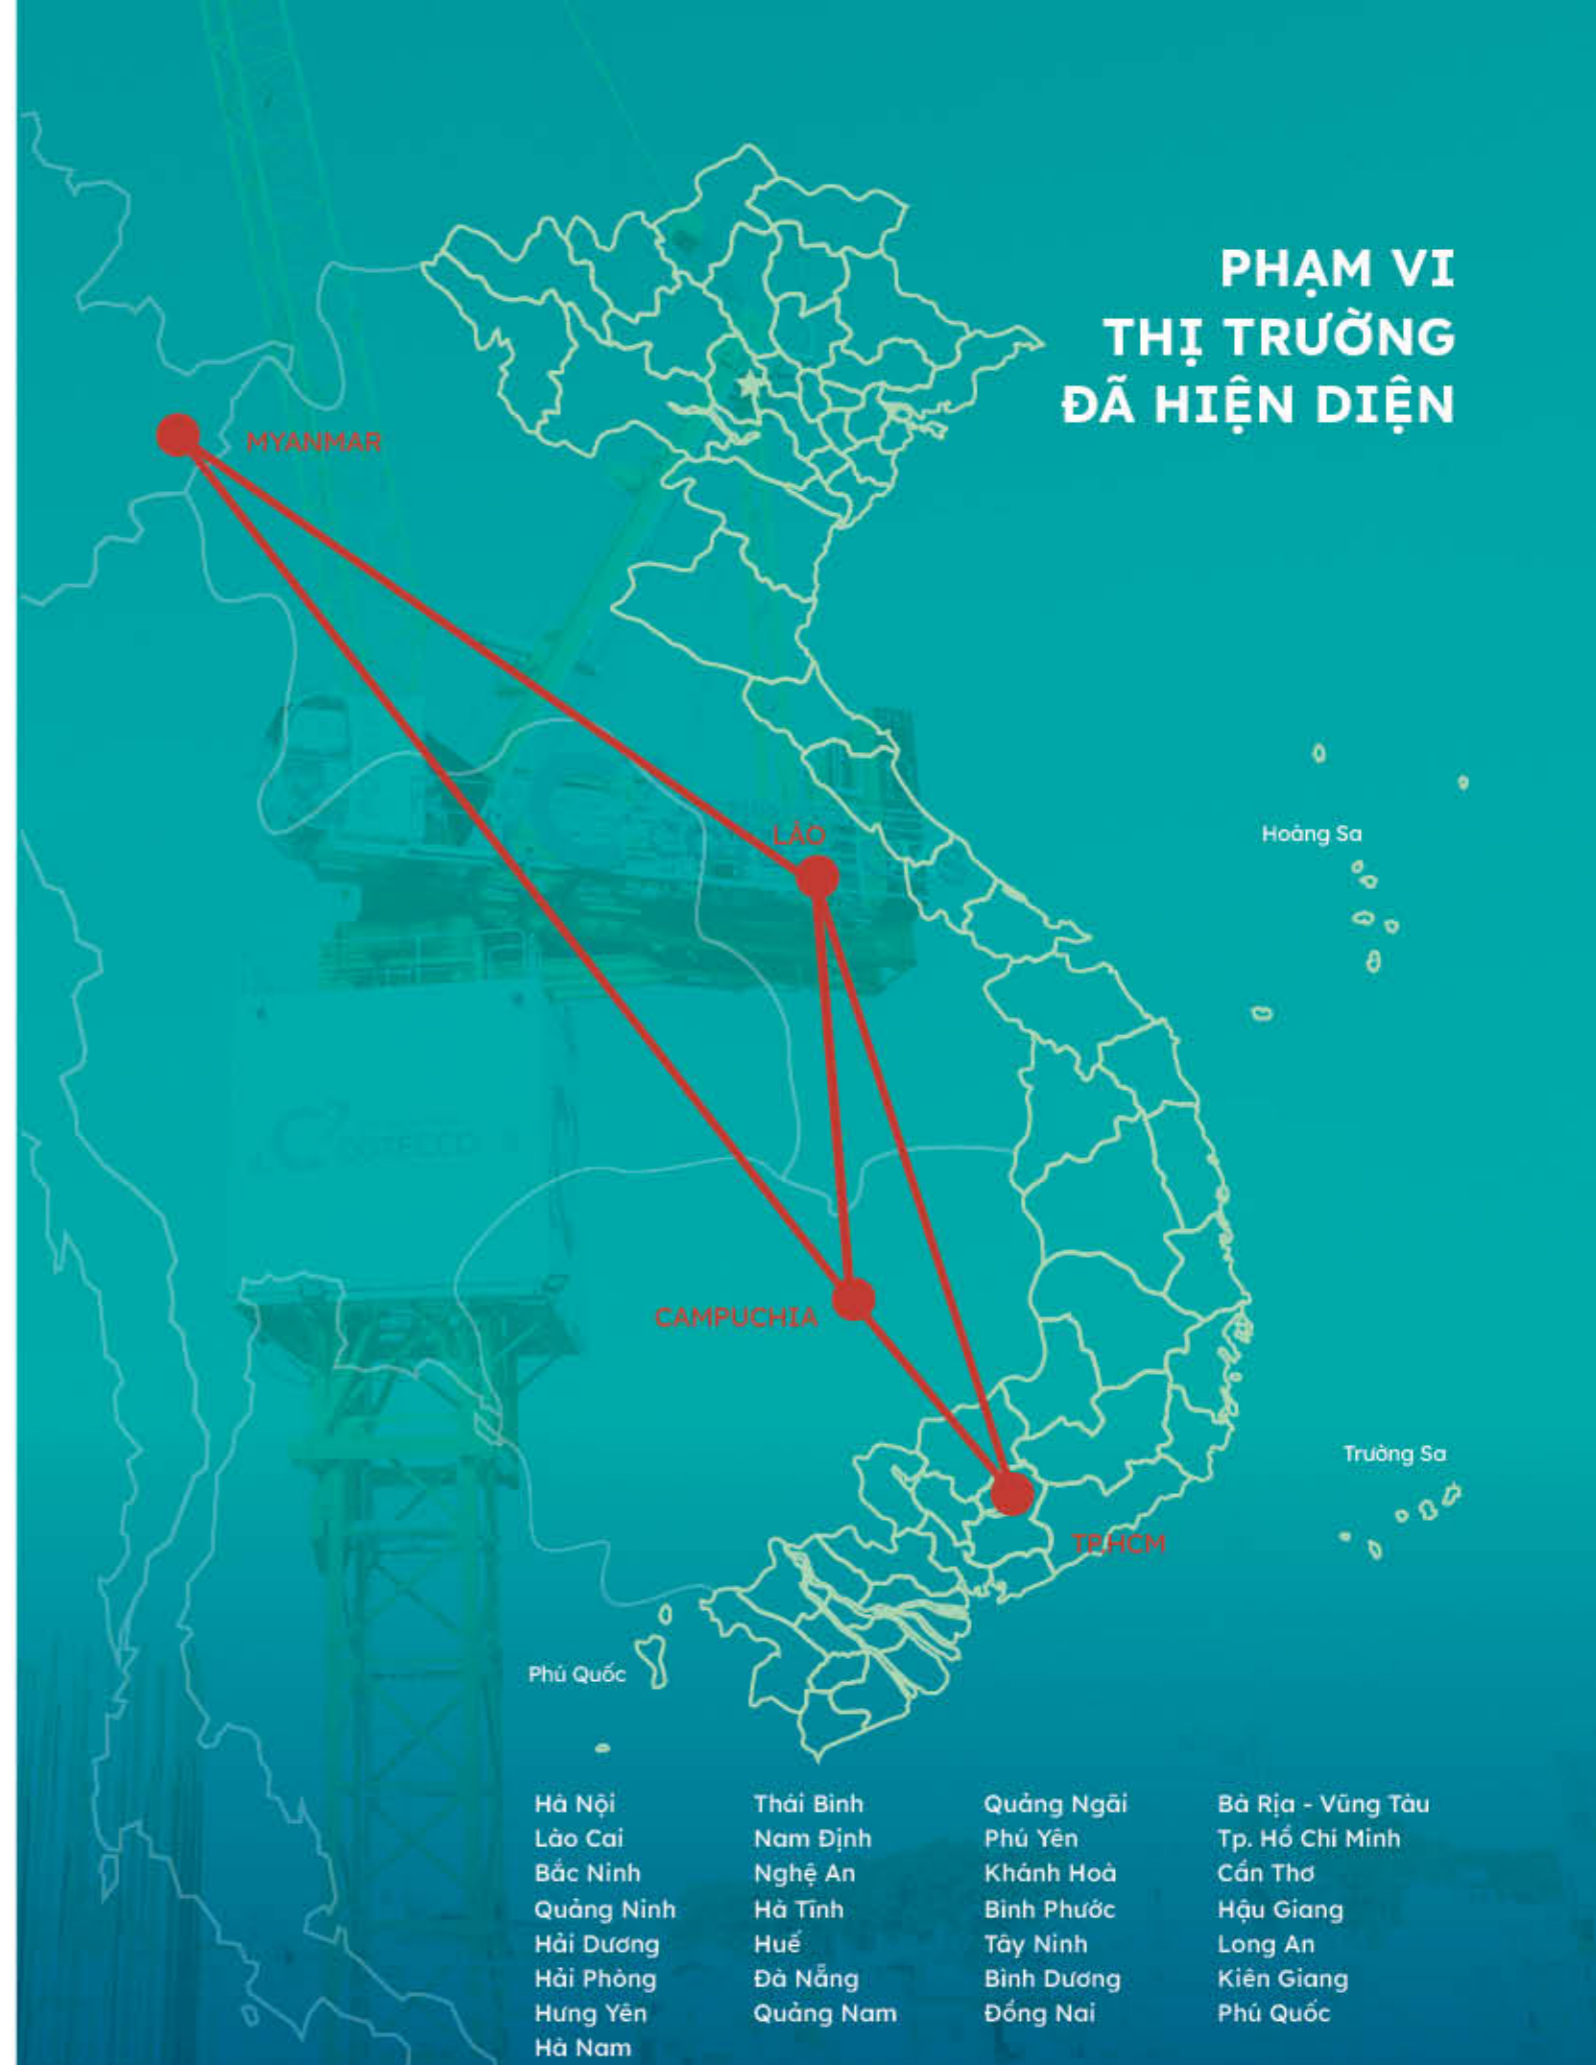 PHẠM VI
THỊ TRƯỜNG
ĐÃ HIỆN DIỆN
MYANMAR
LÀO
Hoàng Sa
CAMPUCHIA
Trường Sa
TP.HCM
Phú Quốc
Hà Nội
Lào Cai
Bắc Ninh
Quảng Ninh
Hải Dương
Hải Phòng
Hưng Yên
Hà Nam
Thái Bình
Nam Định
Nghệ An
Hà Tĩnh
Huế
Đà Nẵng
Quảng Nam
Quảng Ngãi
Phú Yên
Khánh Hoà
Bình Phước
Tây Ninh
Bình Dương
Đồng Nai
Bà Rịa - Vũng Tàu
Tp. Hồ Chí Minh
Cần Thơ
Hậu Giang
Long An
Kiên Giang
Phú Quốc